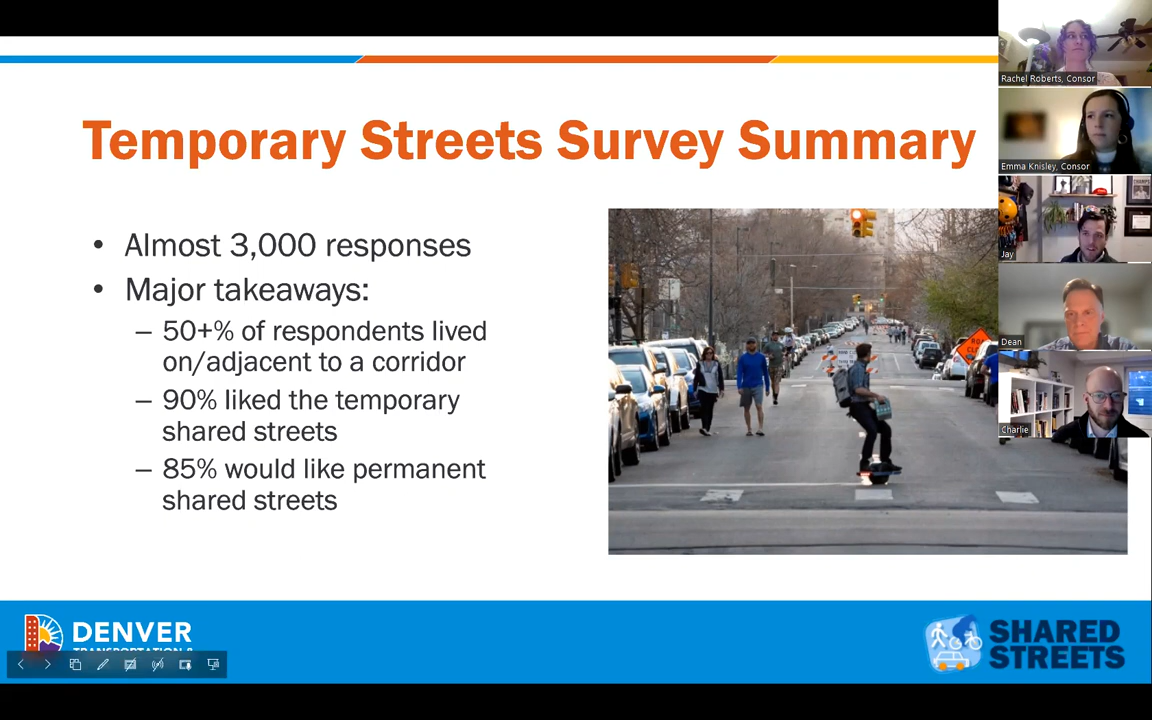 Temporary Streets Survey Summary
• Almost 3,000 responses
• Major takeaways:
– 50+% of respondents lived
on/adjacent to a corridor
– 90% liked the temporary
shared streets
– 85% would like permanent
shared streets
Rachel Roberts, Consor
Emma Knisley, Consor
Jay
Dean
Charlie
DENVER
SHARED
STREETS